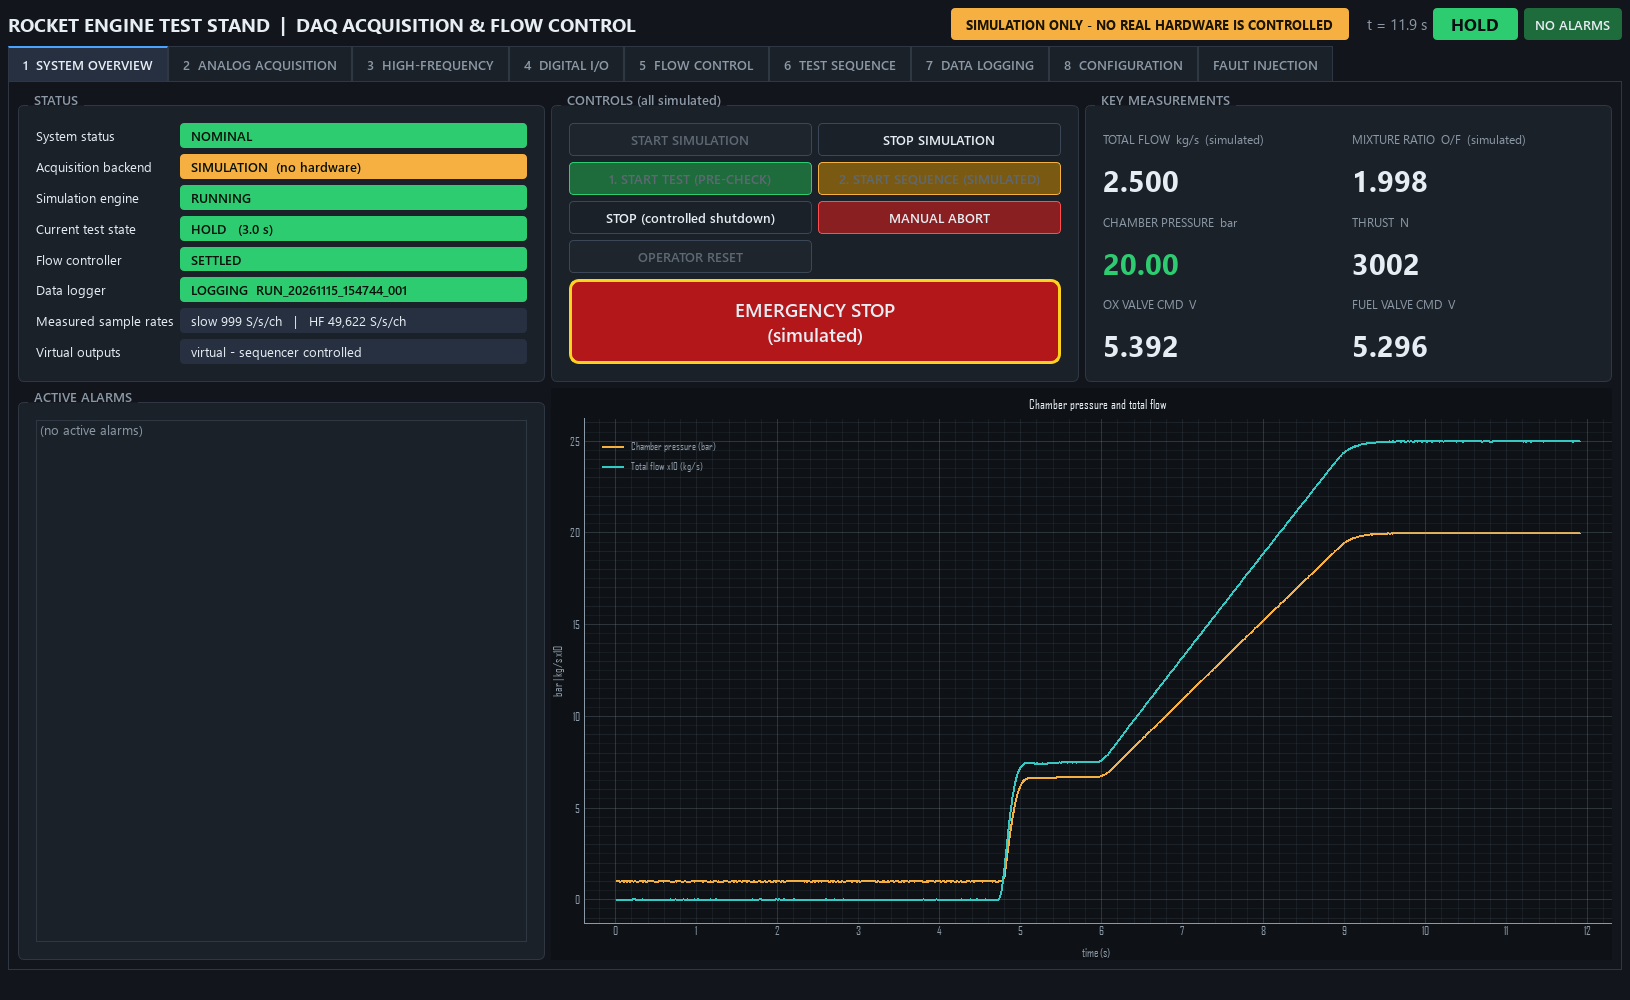 ROCKET ENGINE TEST STAND | DAQ ACQUISITION & FLOW CONTROL
SIMULATION ONLY - NO REAL HARDWARE IS CONTROLLED
t = 11.9 s
HOLD
NO ALARMS
1 SYSTEM OVERVIEW
2 ANALOG ACQUISITION
3 HIGH-FREQUENCY
4 DIGITAL I/O
5 FLOW CONTROL
6 TEST SEQUENCE
7 DATA LOGGING
8 CONFIGURATION
FAULT INJECTION
STATUS
System status
NOMINAL
Acquisition backend
SIMULATION (no hardware)
Simulation engine
RUNNING
Current test state
HOLD (3.0 s)
Flow controller
SETTLED
Data logger
LOGGING RUN_20261115_154744_001
Measured sample rates
slow 999 S/s/ch | HF 49,622 S/s/ch
Virtual outputs
virtual - sequencer controlled
CONTROLS (all simulated)
START SIMULATION
STOP SIMULATION
1. START TEST (PRE-CHECK)
2. START SEQUENCE (SIMULATED)
STOP (controlled shutdown)
MANUAL ABORT
OPERATOR RESET
EMERGENCY STOP
(simulated)
KEY MEASUREMENTS
TOTAL FLOW kg/s (simulated)
2.500
MIXTURE RATIO O/F (simulated)
1.998
CHAMBER PRESSURE bar
20.00
THRUST N
3002
OX VALVE CMD V
5.392
FUEL VALVE CMD V
5.296
ACTIVE ALARMS
(no active alarms)
Chamber pressure and total flow
Chamber pressure (bar)
Total flow x10 (kg/s)
bar | kg/s x10
25
20
15
10
5
0
0
1
2
3
4
5
6
7
8
9
10
11
12
time (s)